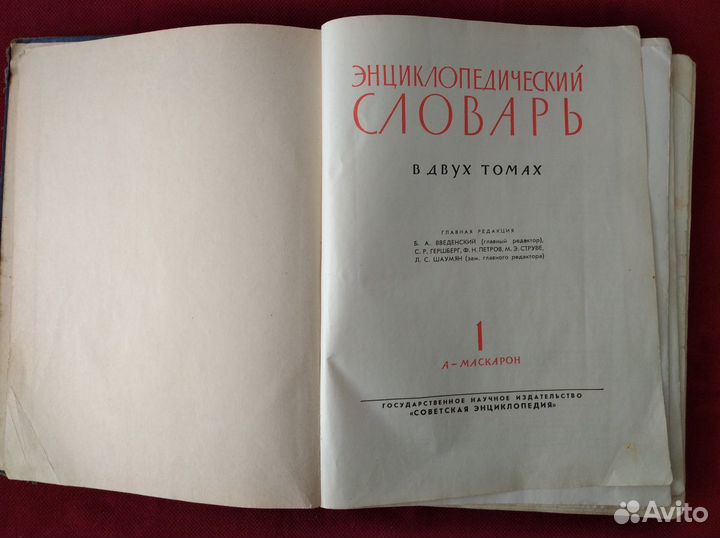 ЭНЦИКЛОПЕДИЧЕСКИЙ
СЛОВАРЬ
В ДВУХ ТОМАХ
ГЛАВНАЯ РЕДАКЦИЯ
Б. А. ВВЕДЕНСКИЙ (главный редактор),
С. Р. ГЕРШБЕРГ, Ф. Н. ПЕТРОВ, М. Э. СТРУВЕ,
Л. С. ШАУМЯН (зам. главного редактора)
1
А—МАСКАРОН
ГОСУДАРСТВЕННОЕ НАУЧНОЕ ИЗДАТЕЛЬСТВО
«СОВЕТСКАЯ ЭНЦИКЛОПЕДИЯ»
Avito